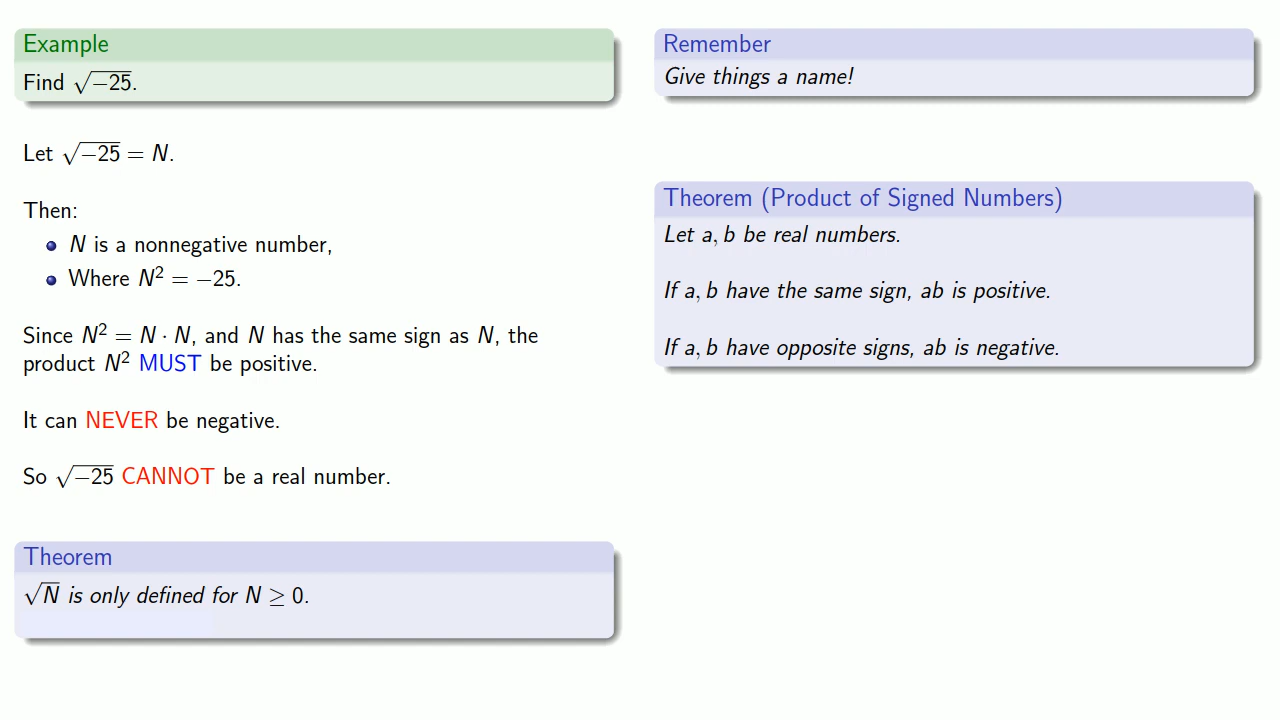 Example
Find √−25.
Let √−25 = N.
Then:
N is a nonnegative number,
Where N² = −25.
Since N² = N · N, and N has the same sign as N, the
product N² MUST be positive.
It can NEVER be negative.
So √−25 CANNOT be a real number.
Theorem
√N is only defined for N ≥ 0.
Remember
Give things a name!
Theorem (Product of Signed Numbers)
Let a, b be real numbers.
If a, b have the same sign, ab is positive.
If a, b have opposite signs, ab is negative.